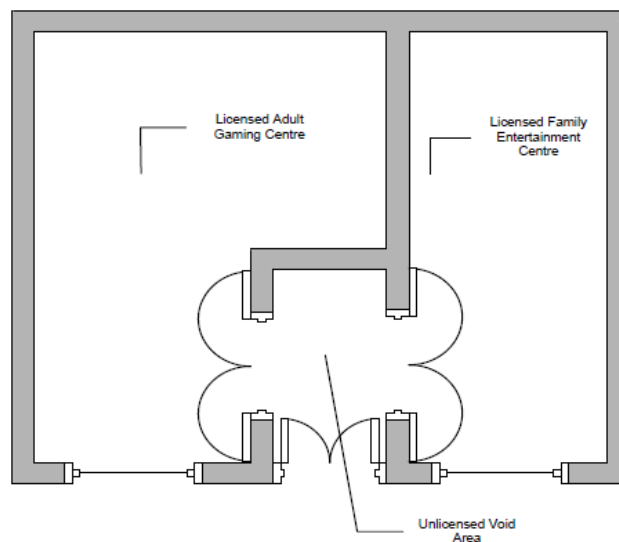 Licensed Adult
Gaming Centre
Licensed Family
Entertainment
Centre
Unlicensed Void
Area